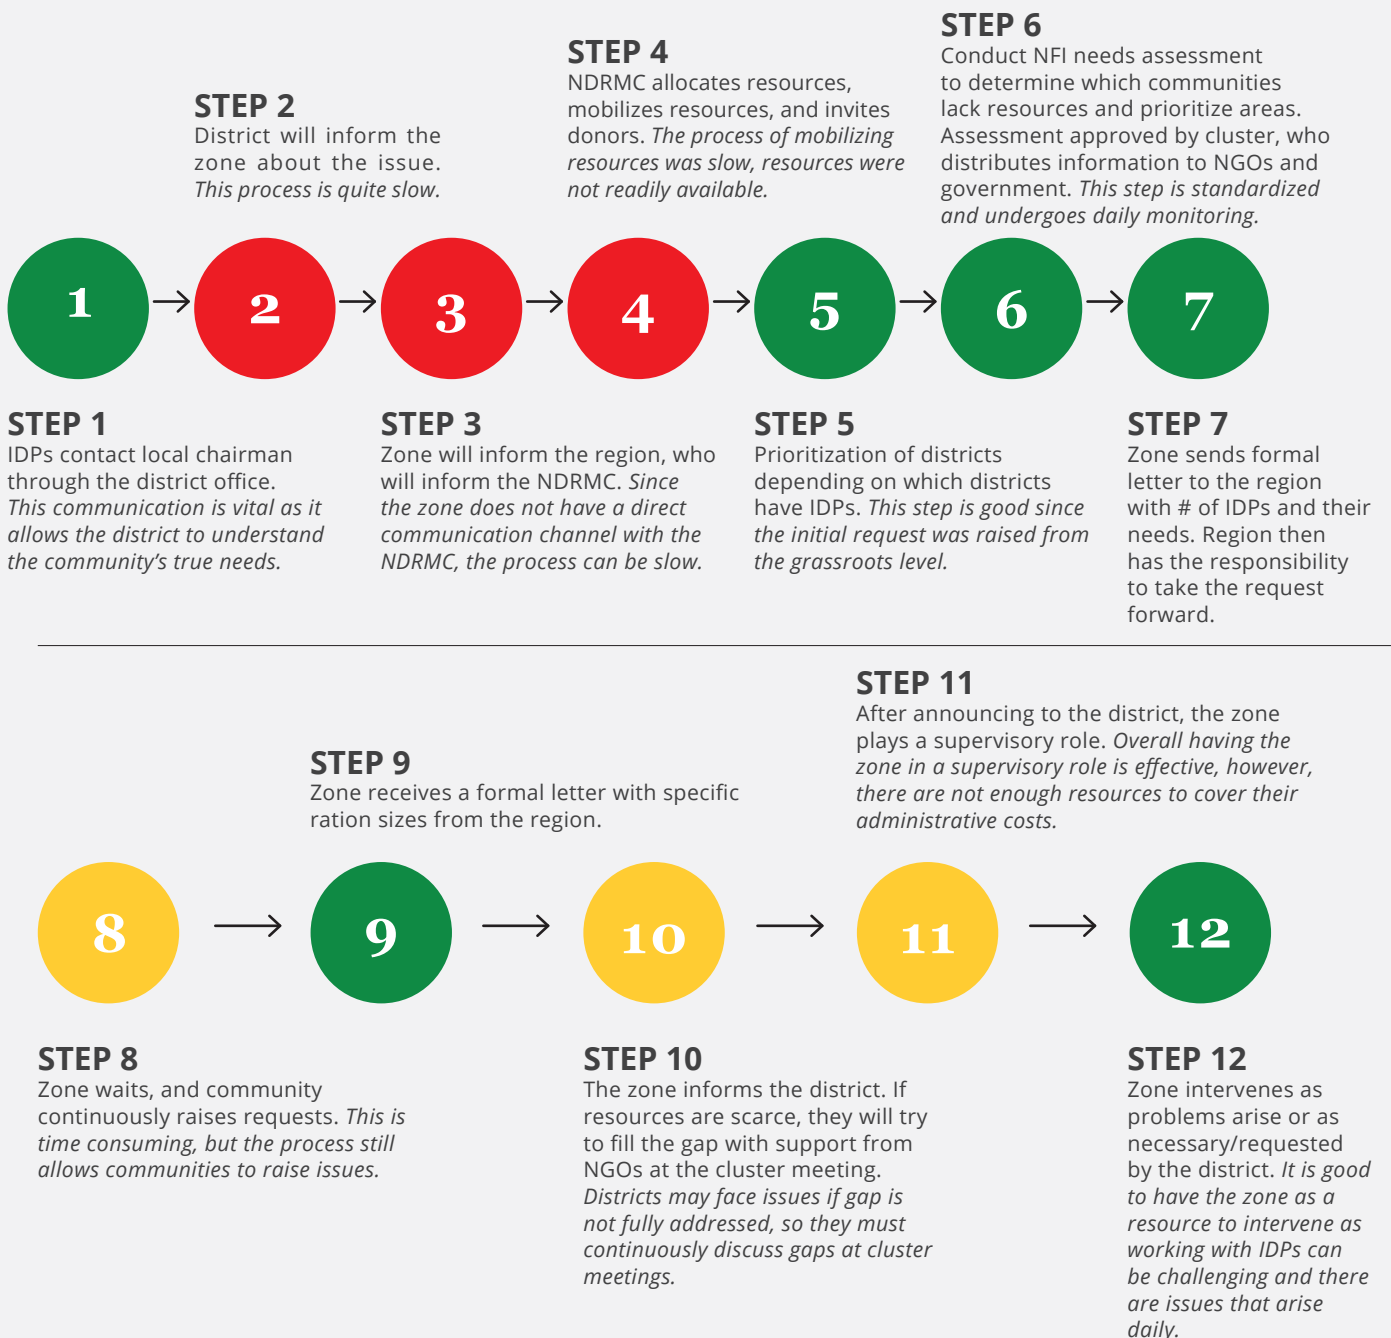 STEP 1
IDPs contact local chairman
through the district office.
This communication is vital as it
allows the district to understand
the community’s true needs.
STEP 2
District will inform the
zone about the issue.
This process is quite slow.
STEP 3
Zone will inform the region, who
will inform the NDRMC. Since
the zone does not have a direct
communication channel with the
NDRMC, the process can be slow.
STEP 4
NDRMC allocates resources,
mobilizes resources, and invites
donors. The process of mobilizing
resources was slow, resources were
not readily available.
STEP 5
Prioritization of districts
depending on which districts
have IDPs. This step is good since
the initial request was raised from
the grassroots level.
STEP 6
Conduct NFI needs assessment
to determine which communities
lack resources and prioritize areas.
Assessment approved by cluster, who
distributes information to NGOs and
government. This step is standardized
and undergoes daily monitoring.
STEP 7
Zone sends formal
letter to the region
with # of IDPs and their
needs. Region then
has the responsibility
to take the request
forward.
1
2
3
4
5
6
7
STEP 8
Zone waits, and community
continuously raises requests. This is
time consuming, but the process still
allows communities to raise issues.
STEP 9
Zone receives a formal letter with specific
ration sizes from the region.
STEP 10
The zone informs the district. If
resources are scarce, they will try
to fill the gap with support from
NGOs at the cluster meeting.
Districts may face issues if gap is
not fully addressed, so they must
continuously discuss gaps at cluster
meetings.
STEP 11
After announcing to the district, the zone
plays a supervisory role. Overall having the
zone in a supervisory role is effective, however,
there are not enough resources to cover their
administrative costs.
STEP 12
Zone intervenes as
problems arise or as
necessary/requested
by the district. It is good
to have the zone as a
resource to intervene as
working with IDPs can
be challenging and there
are issues that arise
daily.
8
9
10
11
12